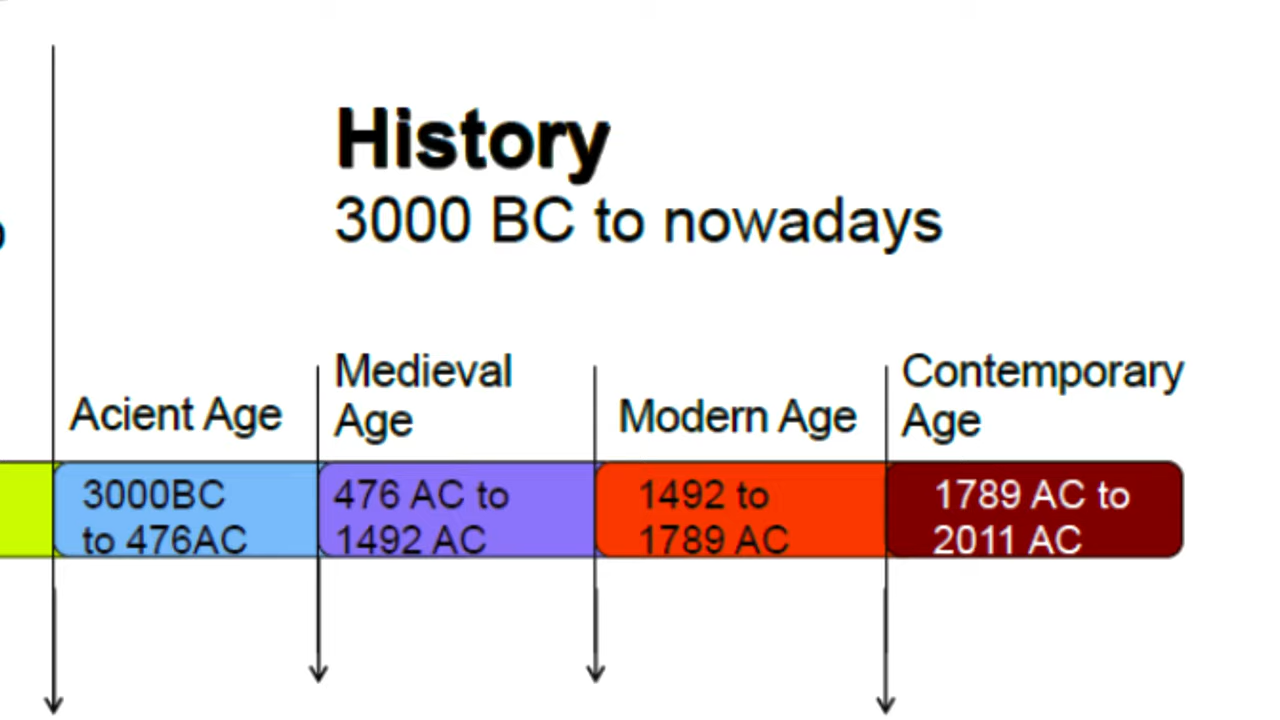 History
3000 BC to nowadays
Acient Age
Medieval
Age
Modern Age
Contemporary
Age
3000BC
to 476AC
476 AC to
1492 AC
1492 to
1789 AC
1789 AC to
2011 AC